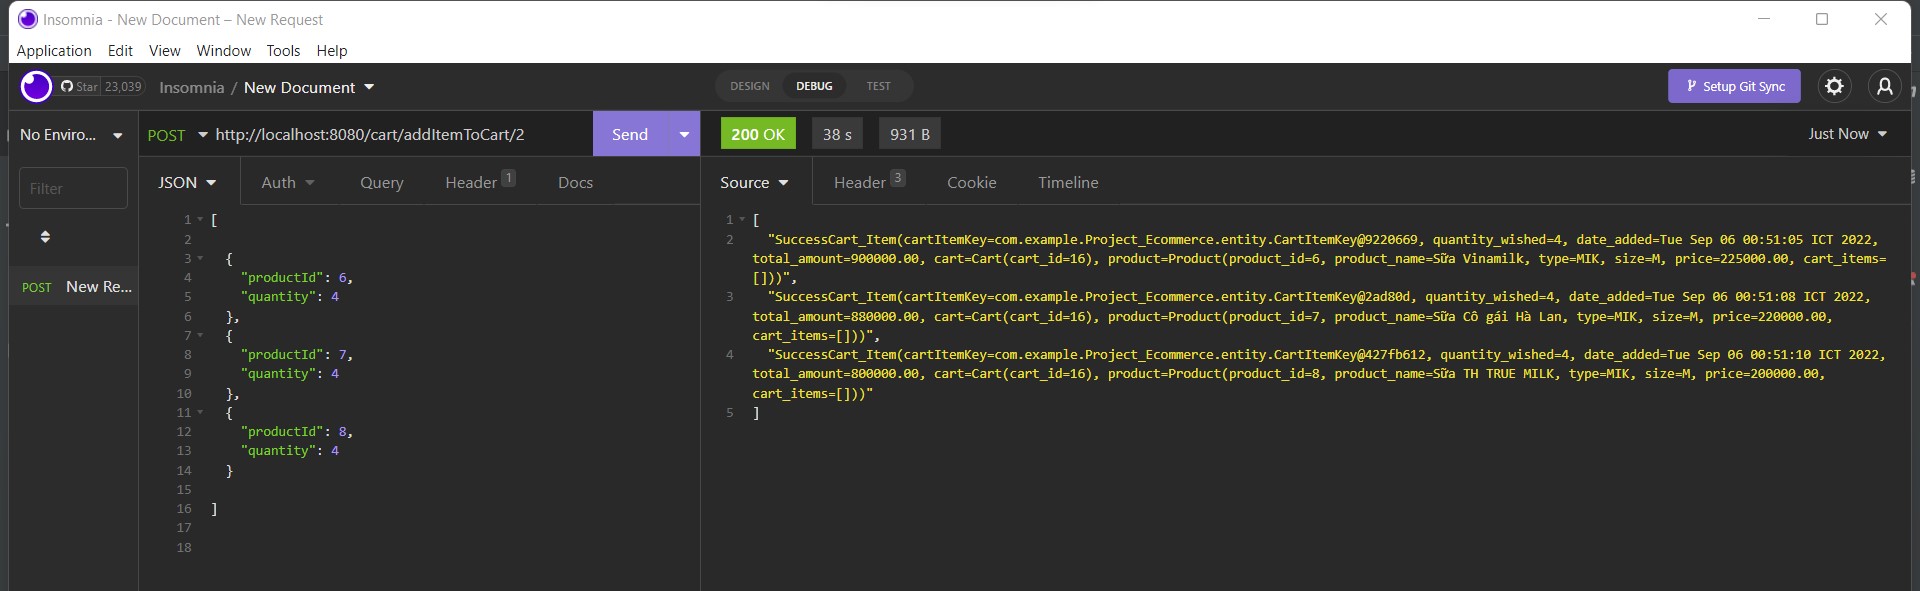 Insomnia - New Document – New Request
Application Edit View Window Tools Help
Star 23,039 Insomnia / New Document DESIGN DEBUG TEST Setup Git Sync
No Enviro... POST http://localhost:8080/cart/addItemToCart/2 Send 200 OK 38 s 931 B Just Now
Filter
JSON Auth Query Header 1 Docs
Source Header 3 Cookie Timeline
POST New Re...
1 [
2
3 {
4 "productId": 6,
5 "quantity": 4
6 },
7 {
8 "productId": 7,
9 "quantity": 4
10 },
11 {
12 "productId": 8,
13 "quantity": 4
14 }
15
16 ]
17
18
1 [
2 "SuccessCart_Item(cartItemKey=com.example.Project_Ecommerce.entity.CartItemKey@9220669, quantity_wished=4, date_added=Tue Sep 06 00:51:05 ICT 2022,
total_amount=900000.00, cart=Cart(cart_id=16), product=Product(product_id=6, product_name=Sữa Vinamilk, type=MIK, size=M, price=225000.00, cart_items=
[]))",
3 "SuccessCart_Item(cartItemKey=com.example.Project_Ecommerce.entity.CartItemKey@2ad80d, quantity_wished=4, date_added=Tue Sep 06 00:51:08 ICT 2022,
total_amount=880000.00, cart=Cart(cart_id=16), product=Product(product_id=7, product_name=Sữa Cô gái Hà Lan, type=MIK, size=M, price=220000.00,
cart_items=[]))",
4 "SuccessCart_Item(cartItemKey=com.example.Project_Ecommerce.entity.CartItemKey@427fb612, quantity_wished=4, date_added=Tue Sep 06 00:51:10 ICT 2022,
total_amount=800000.00, cart=Cart(cart_id=16), product=Product(product_id=8, product_name=Sữa TH TRUE MILK, type=MIK, size=M, price=200000.00,
cart_items=[]))"
5 ]